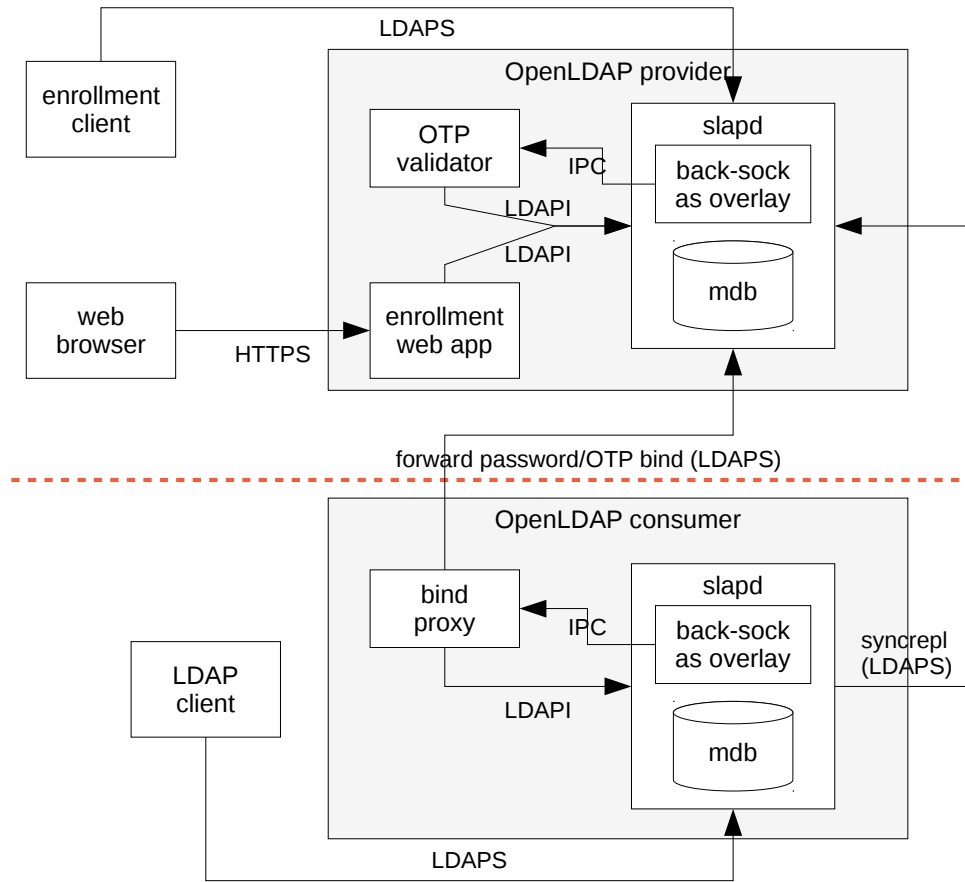 LDAPS
OpenLDAP provider
enrollment
client
OTP
validator
slapd
IPC
back-sock
as overlay
LDAPI
LDAPI
mdb
web
browser
HTTPS
enrollment
web app
forward password/OTP bind (LDAPS)
OpenLDAP consumer
bind
proxy
slapd
IPC
back-sock
as overlay
syncrepl
(LDAPS)
LDAP
client
LDAPI
mdb
LDAPS